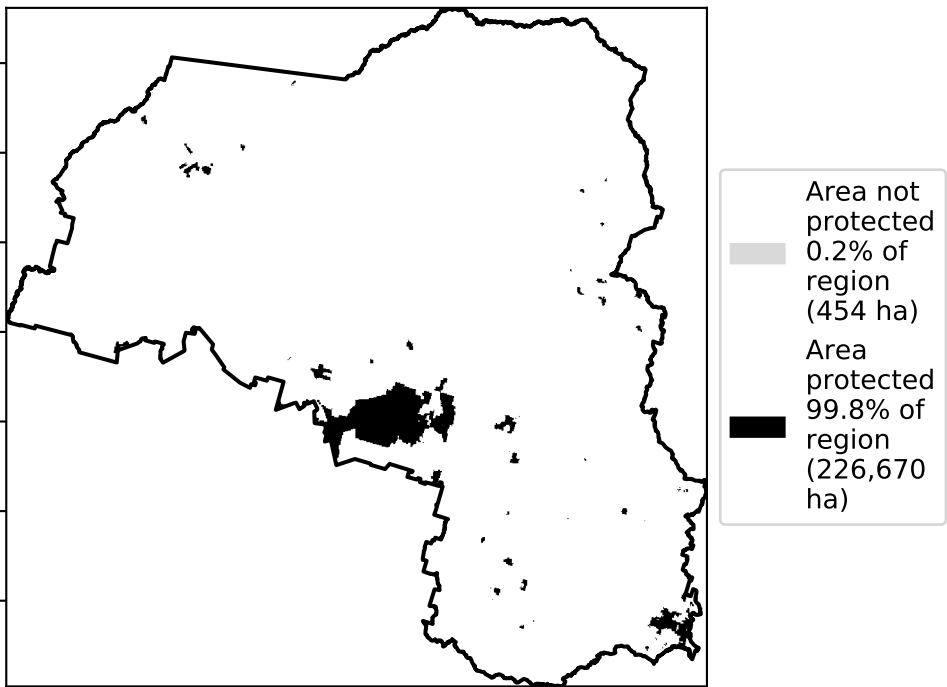 Area not
protected
0.2% of
region
(454 ha)
Area
protected
99.8% of
region
(226,670
ha)